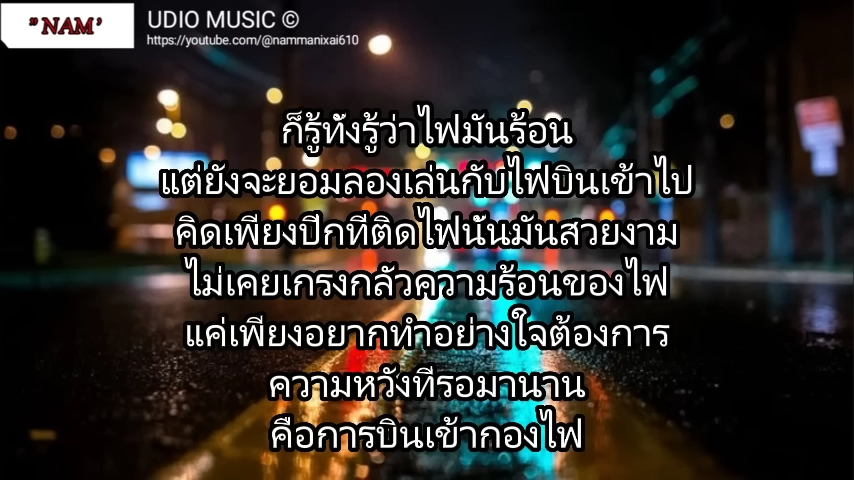 "NAM'
UDIO MUSIC ©
https://youtube.com/@nammanixai610
ก็รู้ทั้งรู้ว่าไฟมันร้อน
แต่ยังจะยอมลองเล่นกับไฟบินเข้าไป
คิดเพียงปีกที่ติดไฟนั้นมันสวยงาม
ไม่เคยเกรงกลัวความร้อนของไฟ
แค่เพียงอยากทำอย่างใจต้องการ
ความหวังที่รอมานาน
คือการบินเข้ากองไฟ